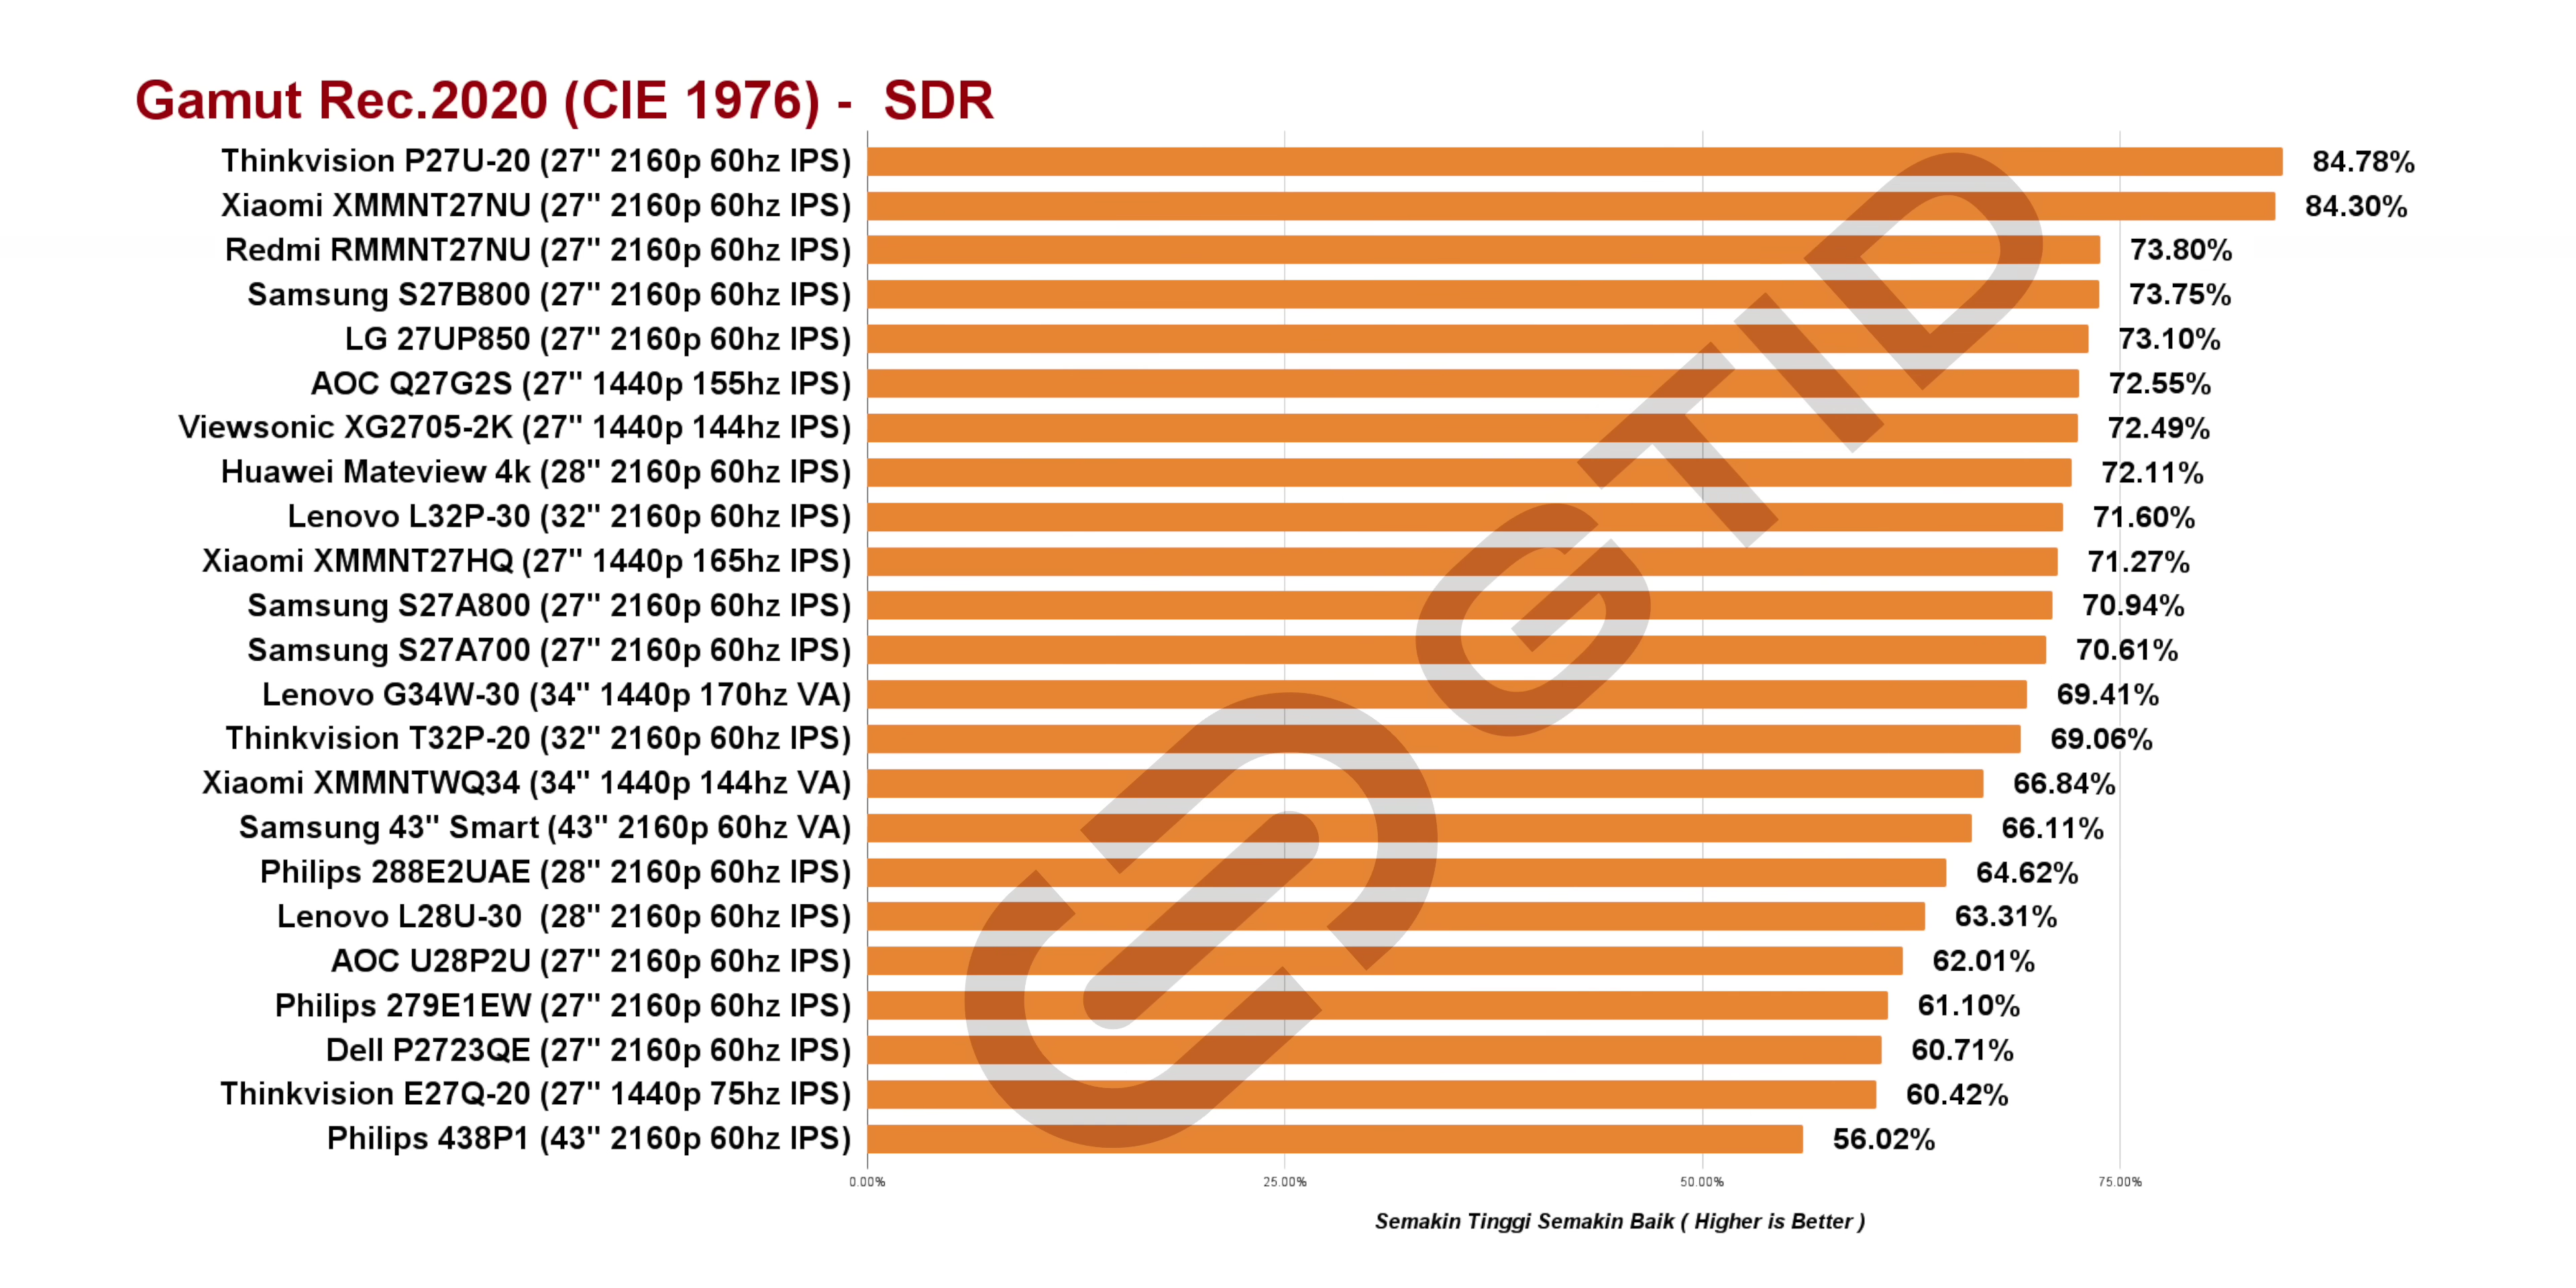 Gamut Rec.2020 (CIE 1976) -  SDR
Thinkvision P27U-20 (27" 2160p 60hz IPS) 84.78%
Xiaomi XMMNT27NU (27" 2160p 60hz IPS) 84.30%
Redmi RMMNT27NU (27" 2160p 60hz IPS) 73.80%
Samsung S27B800 (27" 2160p 60hz IPS) 73.75%
LG 27UP850 (27" 2160p 60hz IPS) 73.10%
AOC Q27G2S (27" 1440p 155hz IPS) 72.55%
Viewsonic XG2705-2K (27" 1440p 144hz IPS) 72.49%
Huawei Mateview 4k (28" 2160p 60hz IPS) 72.11%
Lenovo L32P-30 (32" 2160p 60hz IPS) 71.60%
Xiaomi XMMNT27HQ (27" 1440p 165hz IPS) 71.27%
Samsung S27A800 (27" 2160p 60hz IPS) 70.94%
Samsung S27A700 (27" 2160p 60hz IPS) 70.61%
Lenovo G34W-30 (34" 1440p 170hz VA) 69.41%
Thinkvision T32P-20 (32" 2160p 60hz IPS) 69.06%
Xiaomi XMMNTWQ34 (34" 1440p 144hz VA) 66.84%
Samsung 43" Smart (43" 2160p 60hz VA) 66.11%
Philips 288E2UAE (28" 2160p 60hz IPS) 64.62%
Lenovo L28U-30  (28" 2160p 60hz IPS) 63.31%
AOC U28P2U (27" 2160p 60hz IPS) 62.01%
Philips 279E1EW (27" 2160p 60hz IPS) 61.10%
Dell P2723QE (27" 2160p 60hz IPS) 60.71%
Thinkvision E27Q-20 (27" 1440p 75hz IPS) 60.42%
Philips 438P1 (43" 2160p 60hz IPS) 56.02%
0.00% 25.00% 50.00% 75.00%
Semakin Tinggi Semakin Baik ( Higher is Better )
GTID